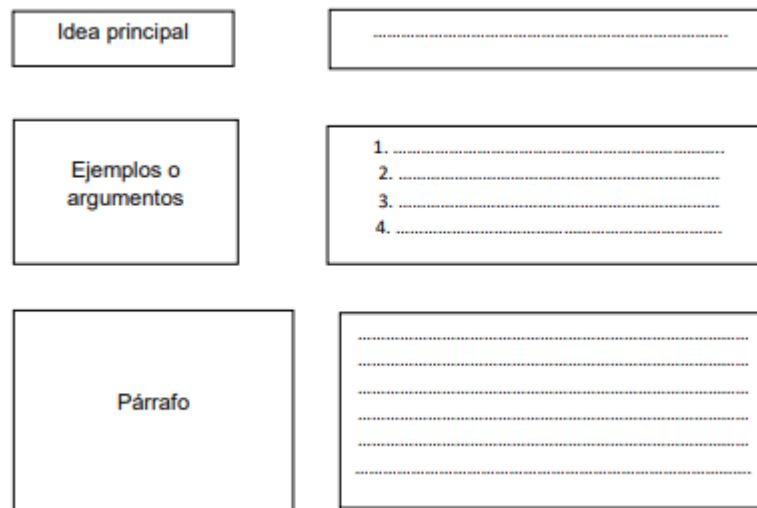 Idea principal
........................................................................................
Ejemplos o
argumentos
1. ..................................................................................
2. ................................................................................
3. ................................................................................
4. .................................................................................
Párrafo
.................................................................................................
.................................................................................................
.................................................................................................
.................................................................................................
.................................................................................................
..................................................................................................